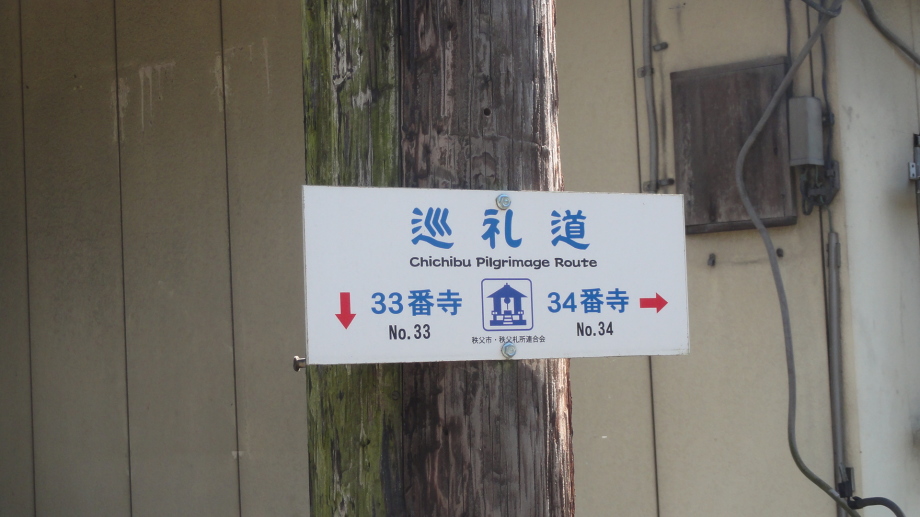 巡礼道
Chichibu Pilgrimage Route
33番寺 34番寺
No.33 No.34
秩父市・秩父札所連合会